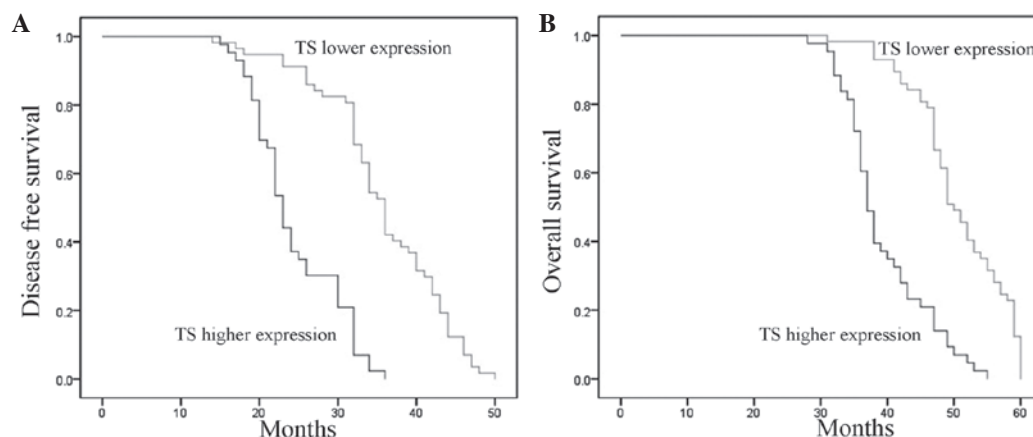 A
1.0
0.8
0.6
0.4
0.2
0.0
Disease free survival
TS lower expression
TS higher expression
0 10 20 30 40 50
Months
B
1.0
0.8
0.6
0.4
0.2
0.0
Overall survival
TS lower expression
TS higher expression
0 10 20 30 40 50 60
Months